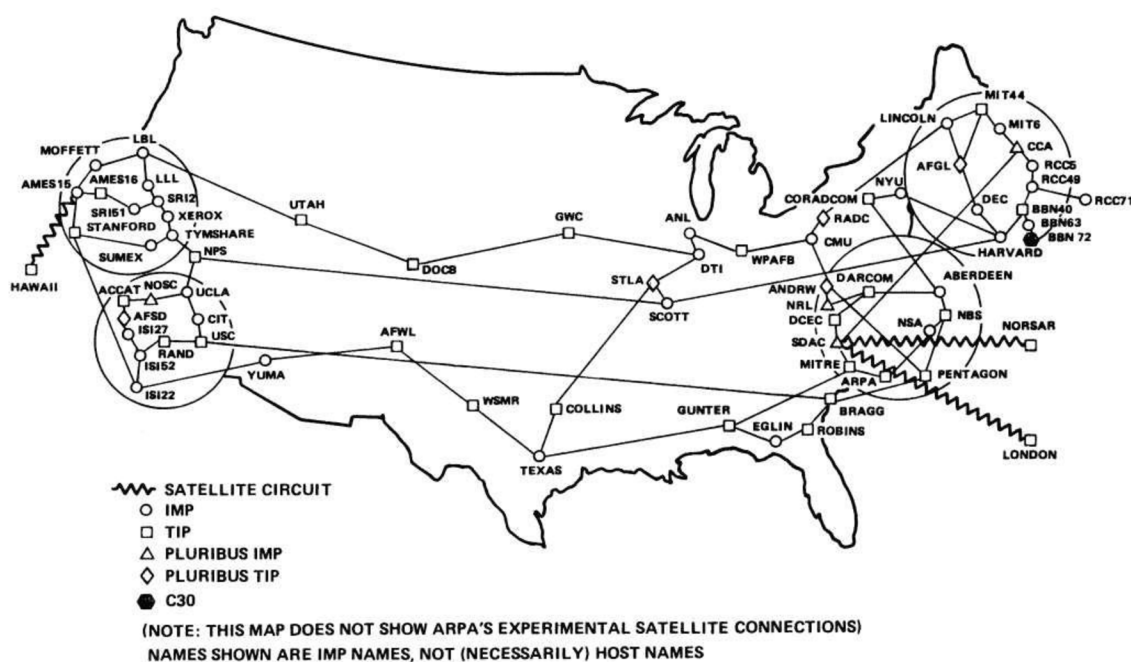 MIT44
LINCOLN
MIT6
MOFFETT
LBL
CCA
AMES15
AMES16
LLL
NYU
AFGL
RCC5
RCC49
SRI51
SRI2
CORADCOM
RADC
DEC
RCC71
STANFORD
XEROX
UTAH
GWC
ANL
BBN40
TYMSHARE
BBN63
SUMEX
NPS
CMU
HARVARD
BBN 72
HAWAII
DOCB
DTI
WPAFB
STLA
DARCOM
ABERDEEN
ACCAT
NOSC
UCLA
SCOTT
ANDRW
NRL
AFSD
CIT
DCEC
NSA
NBS
NORSAR
ISI27
USC
AFWL
SDAC
RAND
ISI52
MITRE
YUMA
ARPA
PENTAGON
ISI22
WSMR
COLLINS
GUNTER
BRAGG
EGLIN
ROBINS
LONDON
TEXAS
SATELLITE CIRCUIT
IMP
TIP
PLURIBUS IMP
PLURIBUS TIP
C30
(NOTE: THIS MAP DOES NOT SHOW ARPA'S EXPERIMENTAL SATELLITE CONNECTIONS)
NAMES SHOWN ARE IMP NAMES, NOT (NECESSARILY) HOST NAMES